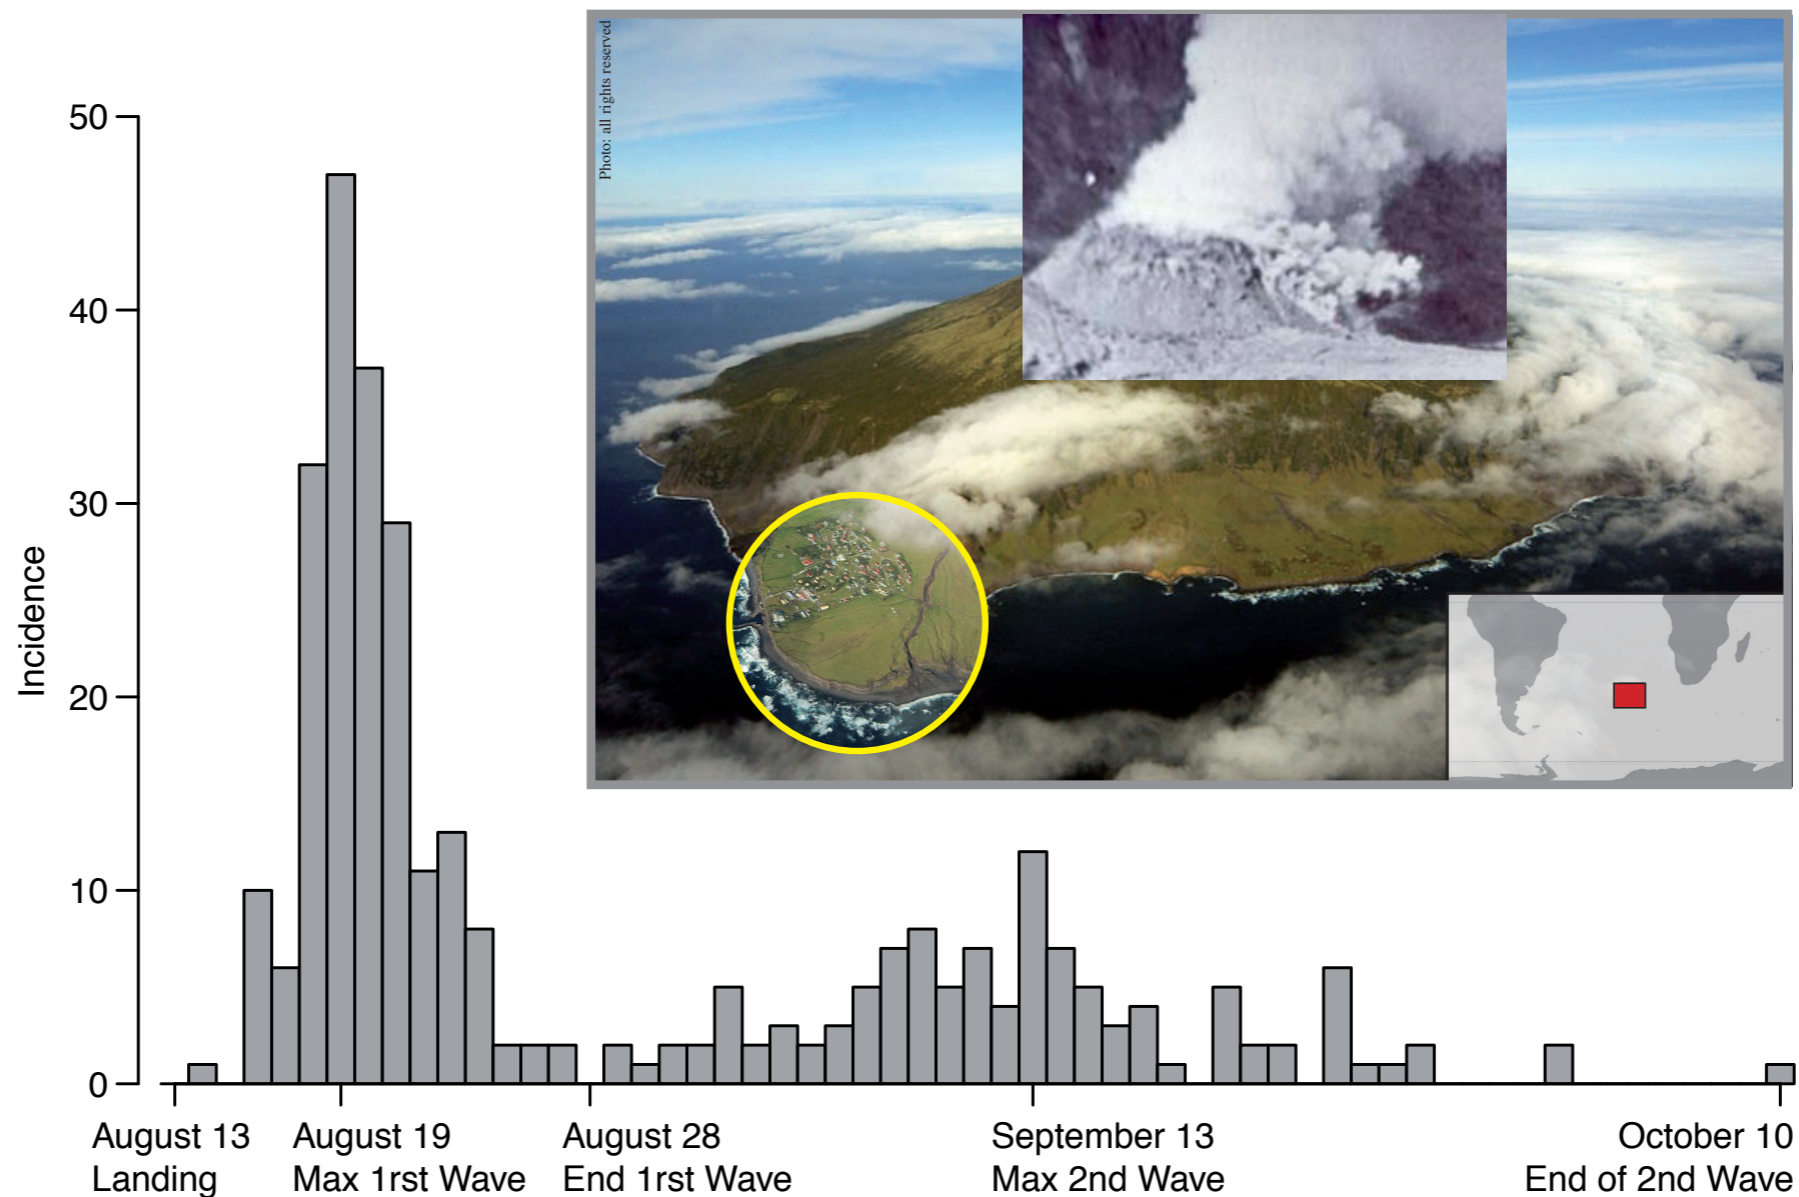 Photo: all rights reserved
50
40
30
20
10
0
Incidence
August 13
Landing
August 19
Max 1rst Wave
August 28
End 1rst Wave
September 13
Max 2nd Wave
October 10
End of 2nd Wave